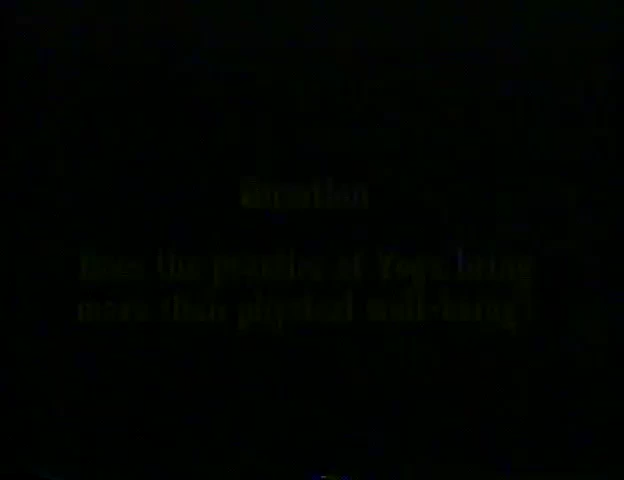 Question
Does the practice of Yoga bring
more than physical well-being?